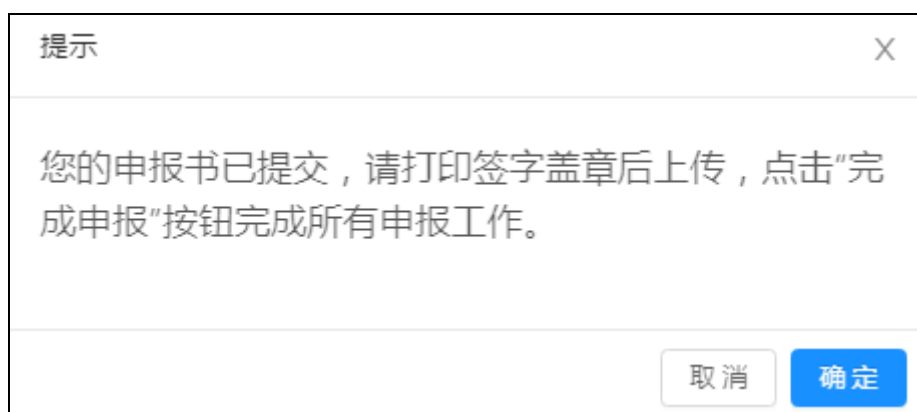 提示
X
您的申报书已提交，请打印签字盖章后上传，点击"完
成申报"按钮完成所有申报工作。
取消
确定